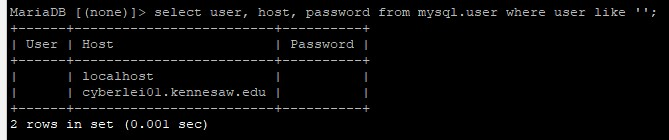 MariaDB [(none)]> select user, host, password from mysql.user where user like '';
+------+-------------------------+----------+
| User | Host                    | Password |
+------+-------------------------+----------+
|      | localhost               |          |
|      | cyberlei01.kennesaw.edu |          |
+------+-------------------------+----------+
2 rows in set (0.001 sec)